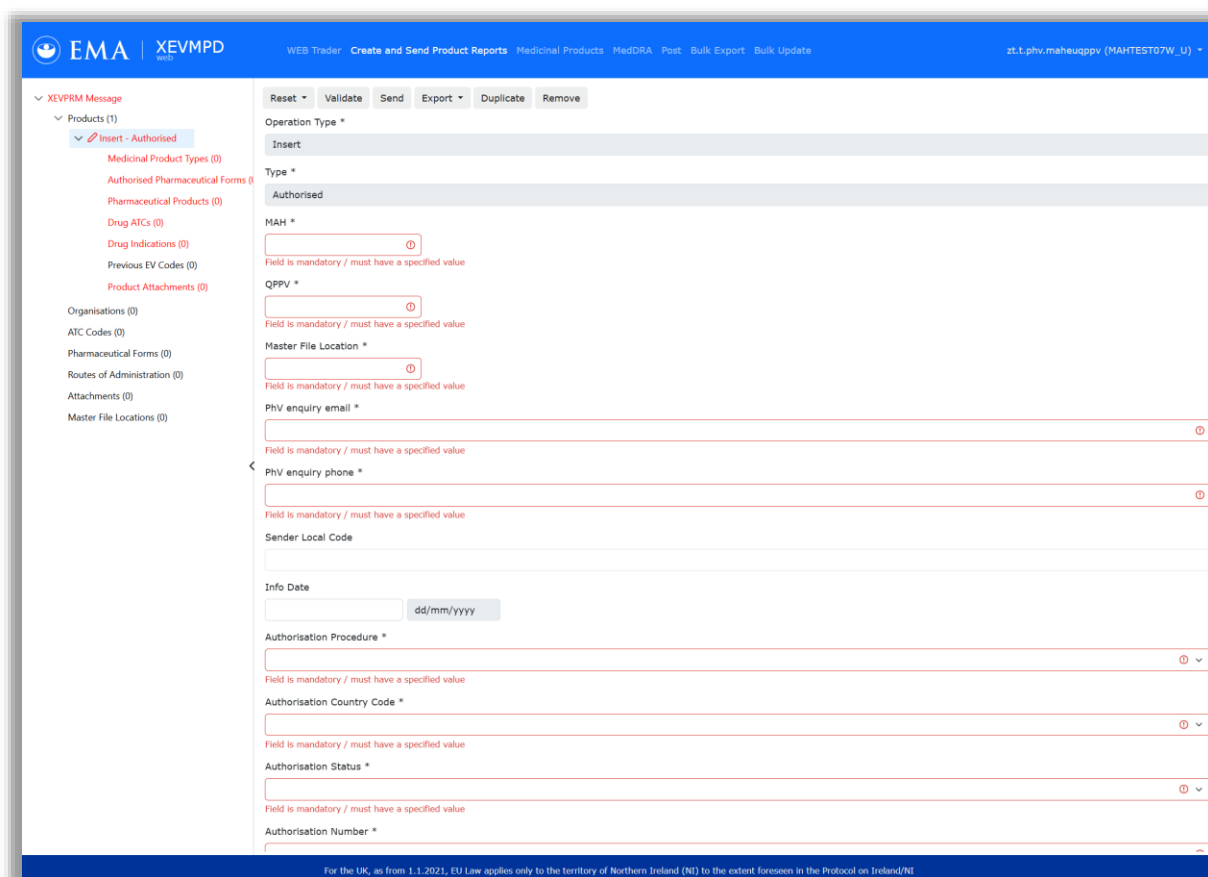 EMA XEVMPD
web
WEB Trader Create and Send Product Reports Medicinal Products MedDRA Post Bulk Export Bulk Update
zt.t.phv.maheuqppv (MAHTEST07W_U)
XEVPRM Message
Products (1)
Insert - Authorised
Medicinal Product Types (0)
Authorised Pharmaceutical Forms (
Pharmaceutical Products (0)
Drug ATCs (0)
Drug Indications (0)
Previous EV Codes (0)
Product Attachments (0)
Organisations (0)
ATC Codes (0)
Pharmaceutical Forms (0)
Routes of Administration (0)
Attachments (0)
Master File Locations (0)
Reset Validate Send Export Duplicate Remove
Operation Type *
Insert
Type *
Authorised
MAH *
Field is mandatory / must have a specified value
QPPV *
Field is mandatory / must have a specified value
Master File Location *
Field is mandatory / must have a specified value
PhV enquiry email *
Field is mandatory / must have a specified value
PhV enquiry phone *
Field is mandatory / must have a specified value
Sender Local Code
Info Date
dd/mm/yyyy
Authorisation Procedure *
Field is mandatory / must have a specified value
Authorisation Country Code *
Field is mandatory / must have a specified value
Authorisation Status *
Field is mandatory / must have a specified value
Authorisation Number *
For the UK, as from 1.1.2021, EU Law applies only to the territory of Northern Ireland (NI) to the extent foreseen in the Protocol on Ireland/NI